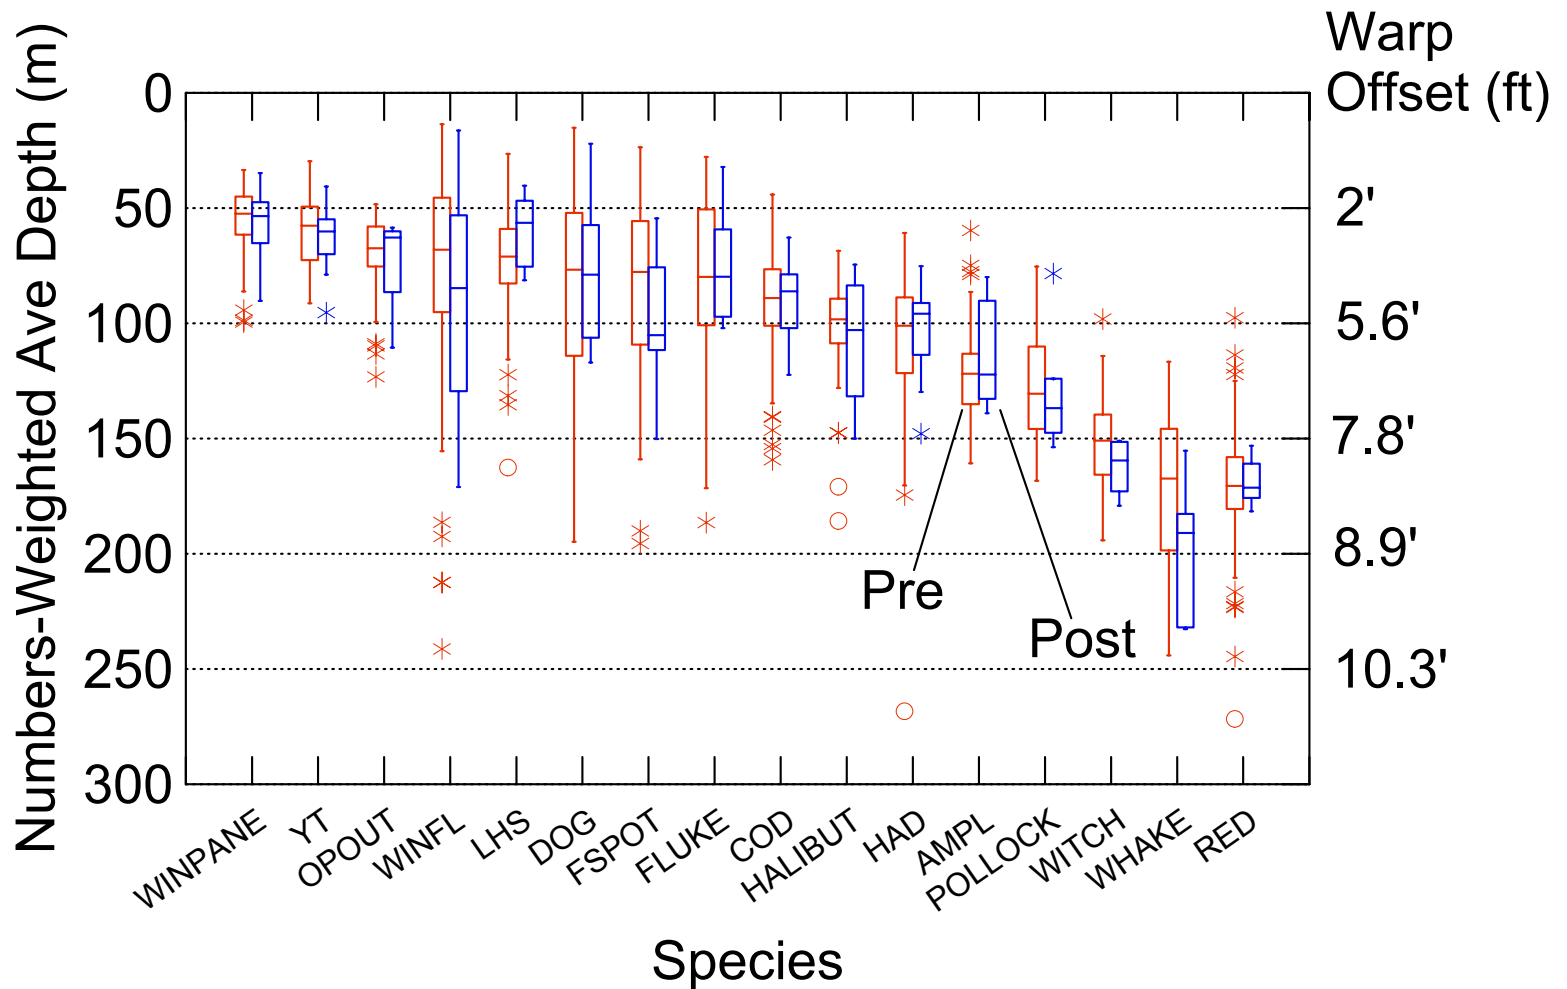 Warp
Offset (ft)
Numbers-Weighted Ave Depth (m)
0
50
100
150
200
250
300
2'
5.6'
7.8'
8.9'
10.3'
Pre
Post
WINPANE
YT
OPOUT
WINFL
LHS
DOG
FSPOT
FLUKE
COD
HALIBUT
HAD
AMPL
POLLOCK
WITCH
WHAKE
RED
Species